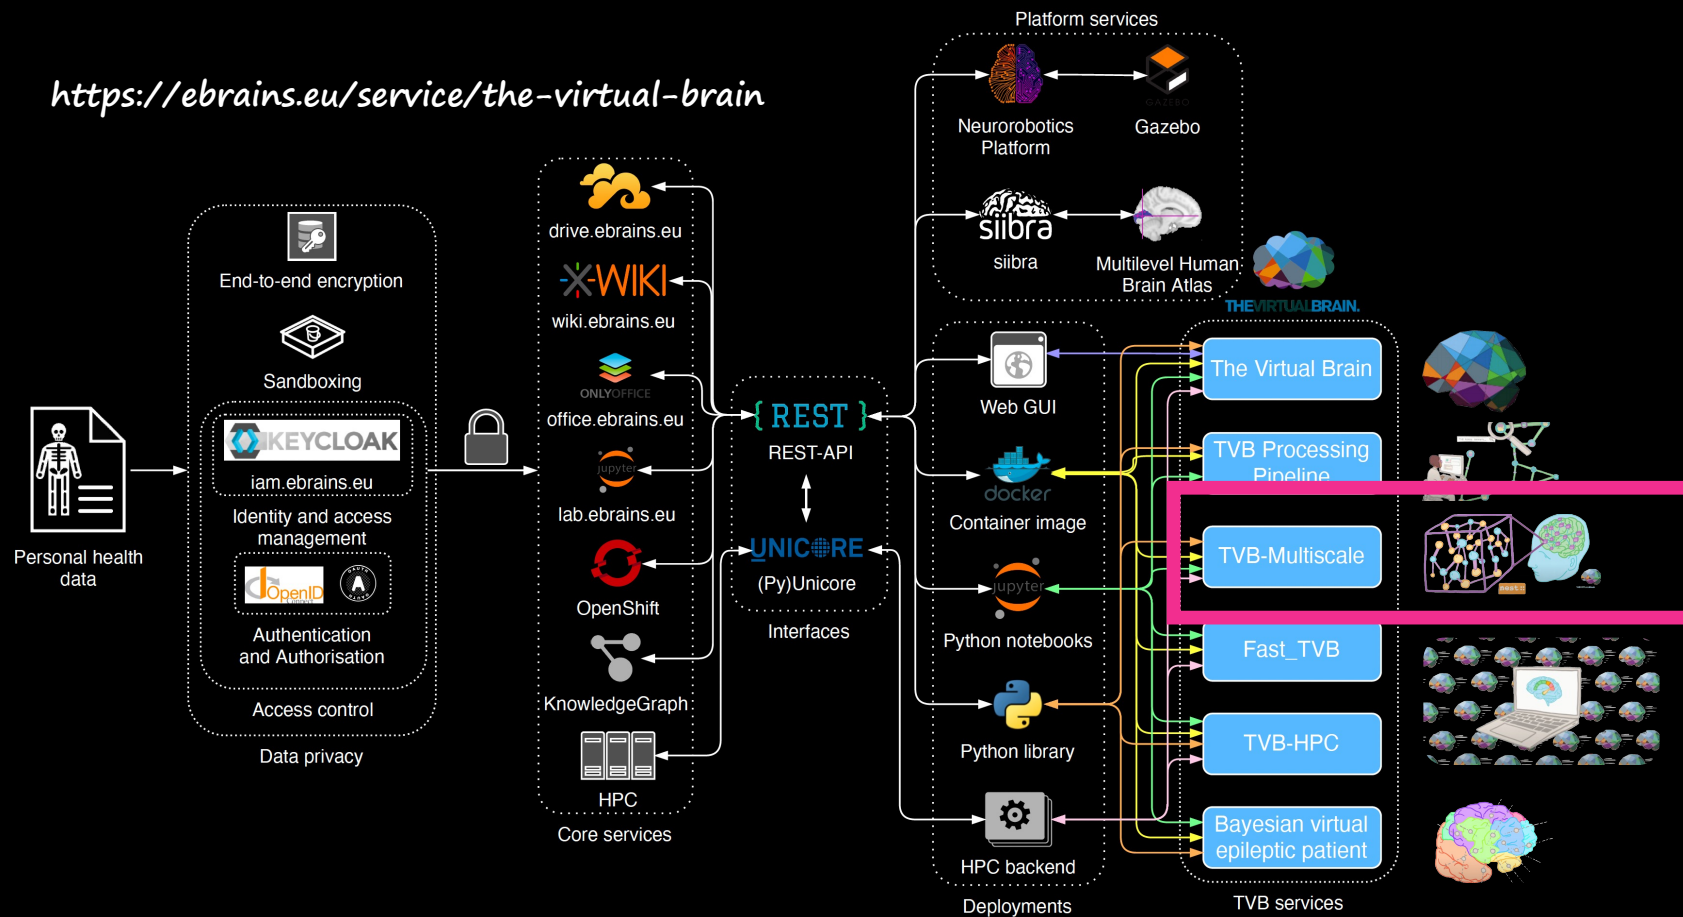 https://ebrains.eu/service/the-virtual-brain
Platform services
Neurorobotics
Platform
GAZEBO
Gazebo
siibra
siibra
Multilevel Human
Brain Atlas
End-to-end encryption
Sandboxing
KEYCLOAK
iam.ebrains.eu
Identity and access
management
OpenID
Connect
OAUTH
Authentication
and Authorisation
Access control
Data privacy
Personal health
data
drive.ebrains.eu
XWIKI
wiki.ebrains.eu
ONLYOFFICE
office.ebrains.eu
jupyter
lab.ebrains.eu
OpenShift
KnowledgeGraph
HPC
Core services
{ REST }
REST-API
UNICORE
(Py)Unicore
Interfaces
Web GUI
docker
Container image
jupyter
Python notebooks
Python library
HPC backend
Deployments
THEVIRTUALBRAIN.
The Virtual Brain
TVB Processing
Pipeline
TVB-Multiscale
Fast_TVB
TVB-HPC
Bayesian virtual
epileptic patient
TVB services